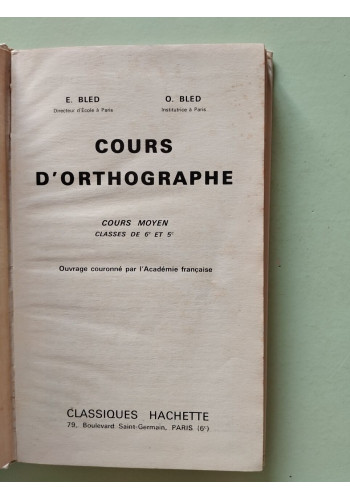 E. BLED O. BLED
Directeur d'École à Paris Institutrice à Paris
COURS
D'ORTHOGRAPHE
COURS MOYEN
CLASSES DE 6e ET 5e
Ouvrage couronné par l'Académie française
CLASSIQUES HACHETTE
79, Boulevard Saint-Germain, PARIS (6e)